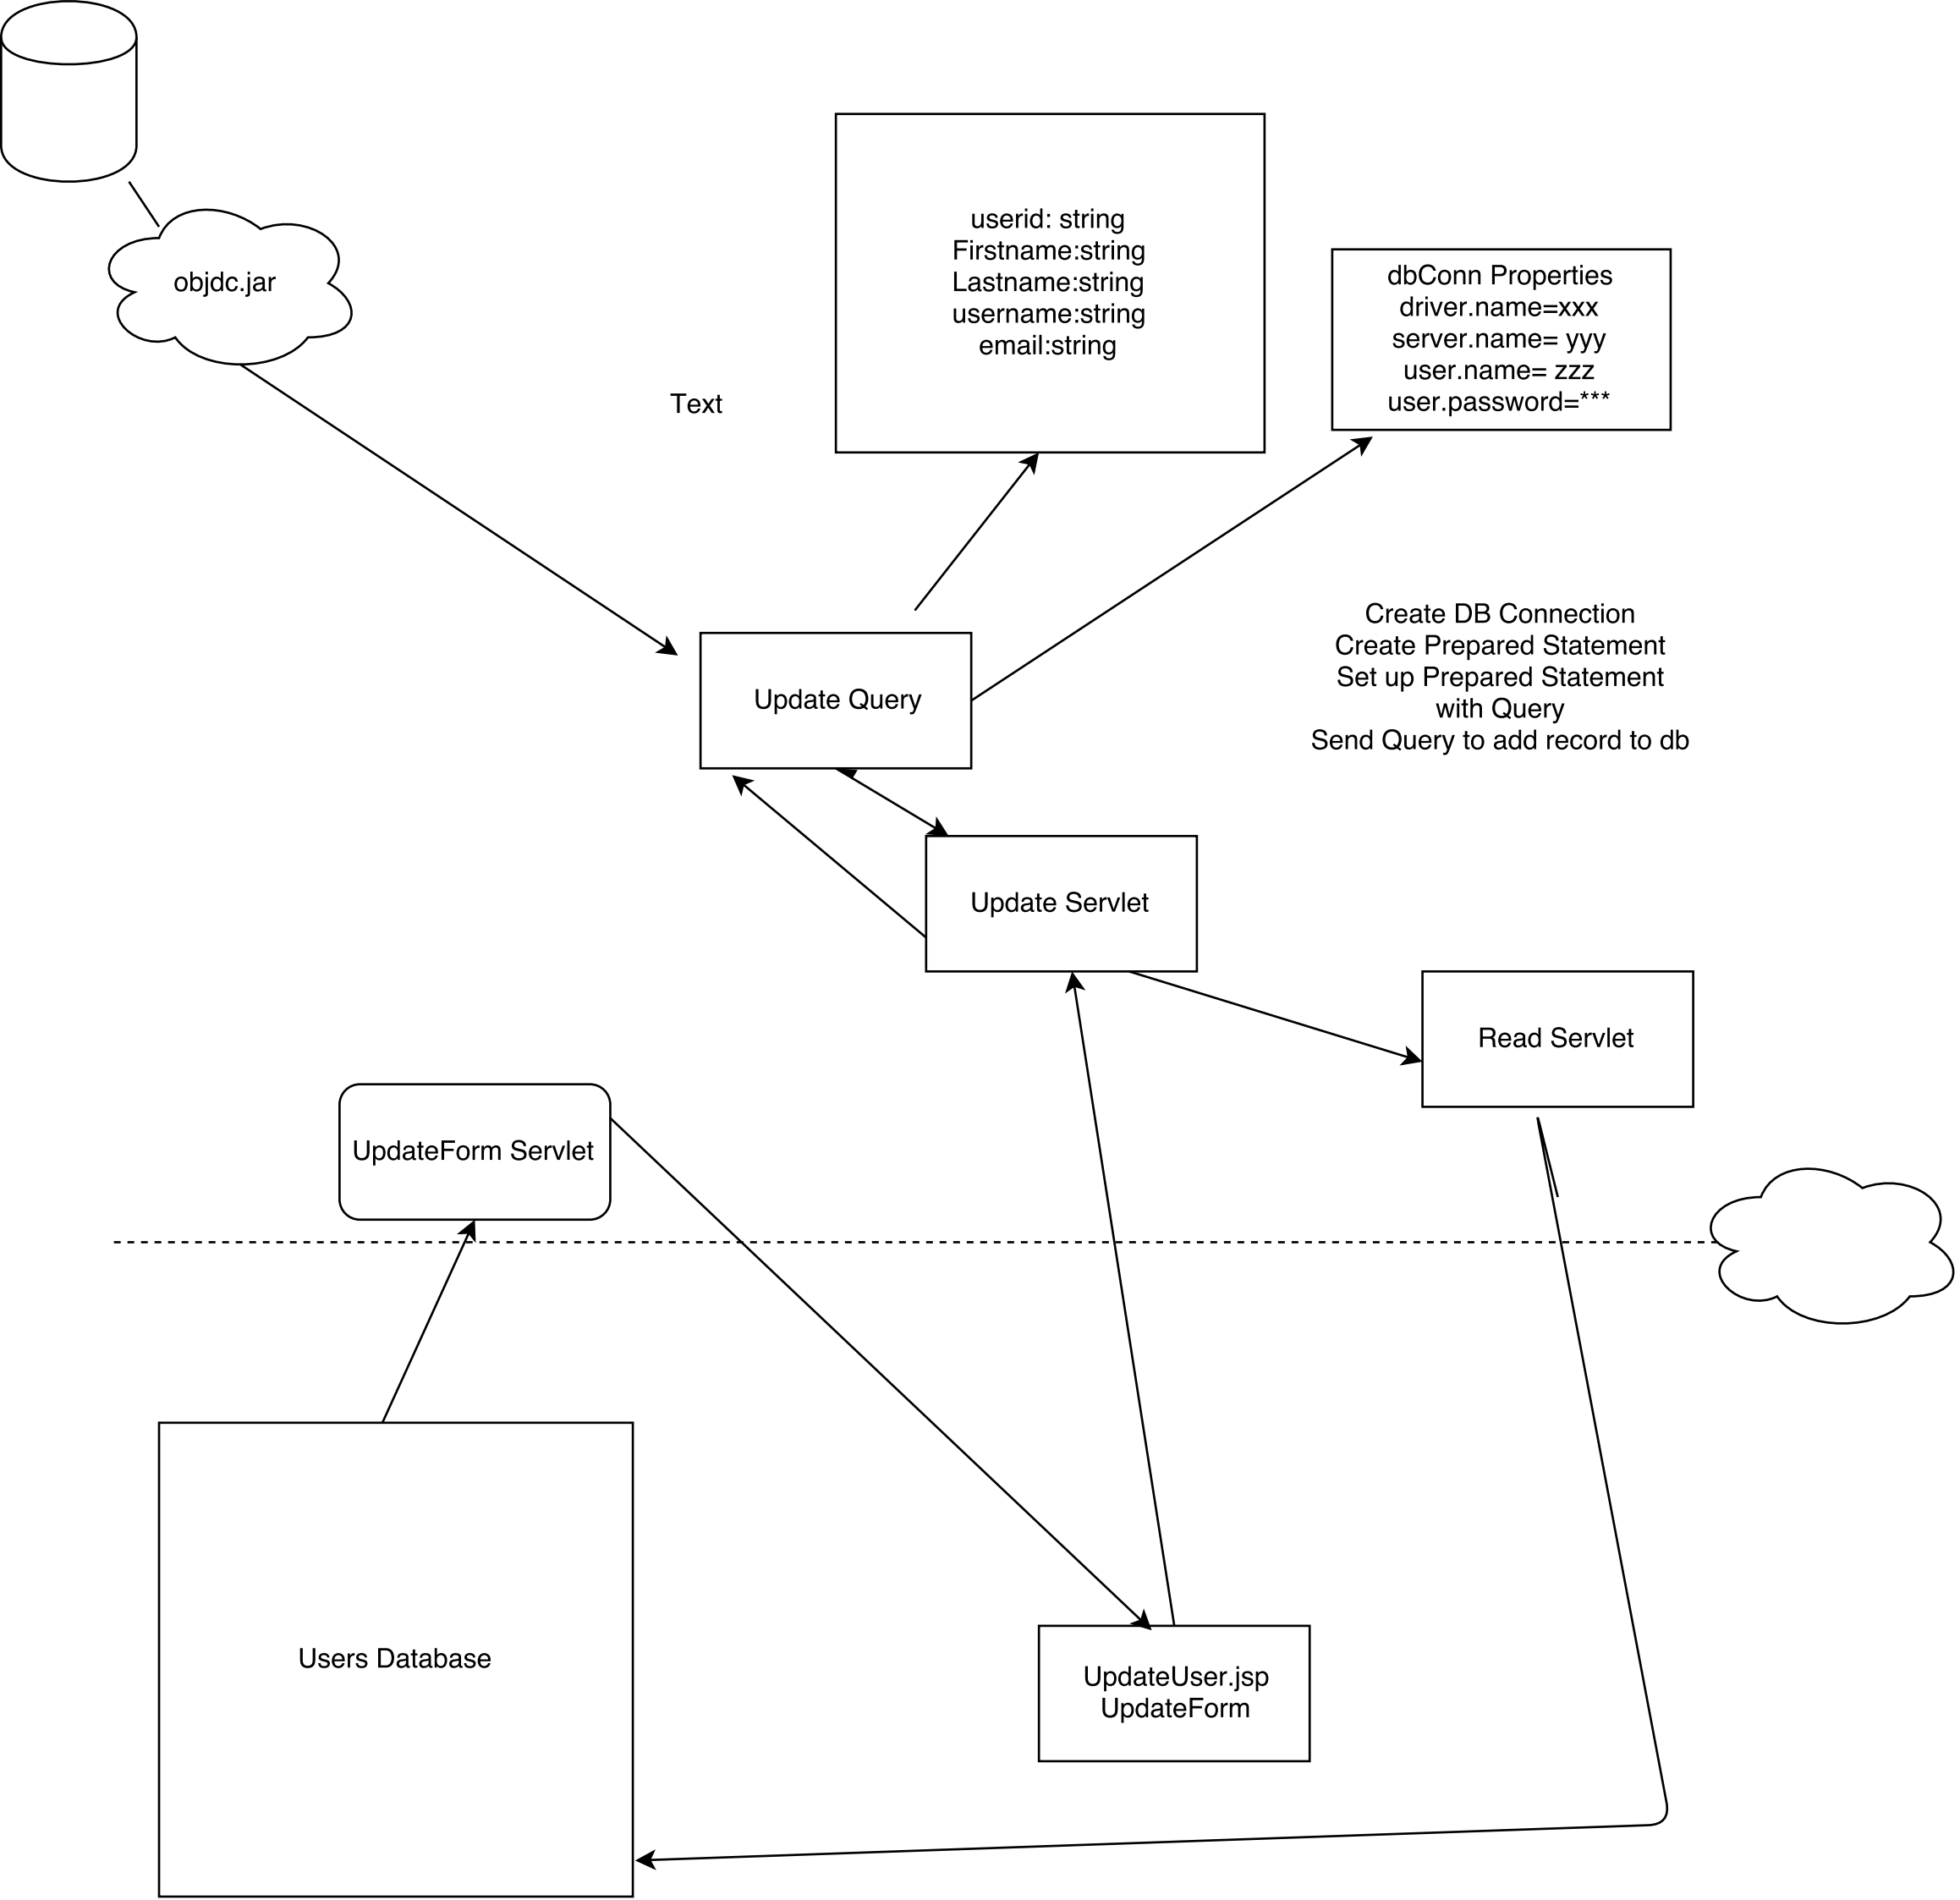 objdc.jar
userid: string
Firstname:string
Lastname:string
username:string
email:string
dbConn Properties
driver.name=xxx
server.name= yyy
user.name= zzz
user.password=***
Text
Create DB Connection
Create Prepared Statement
Set up Prepared Statement
with Query
Send Query to add record to db
Update Query
Update Servlet
Read Servlet
UpdateForm Servlet
Users Database
UpdateUser.jsp
UpdateForm